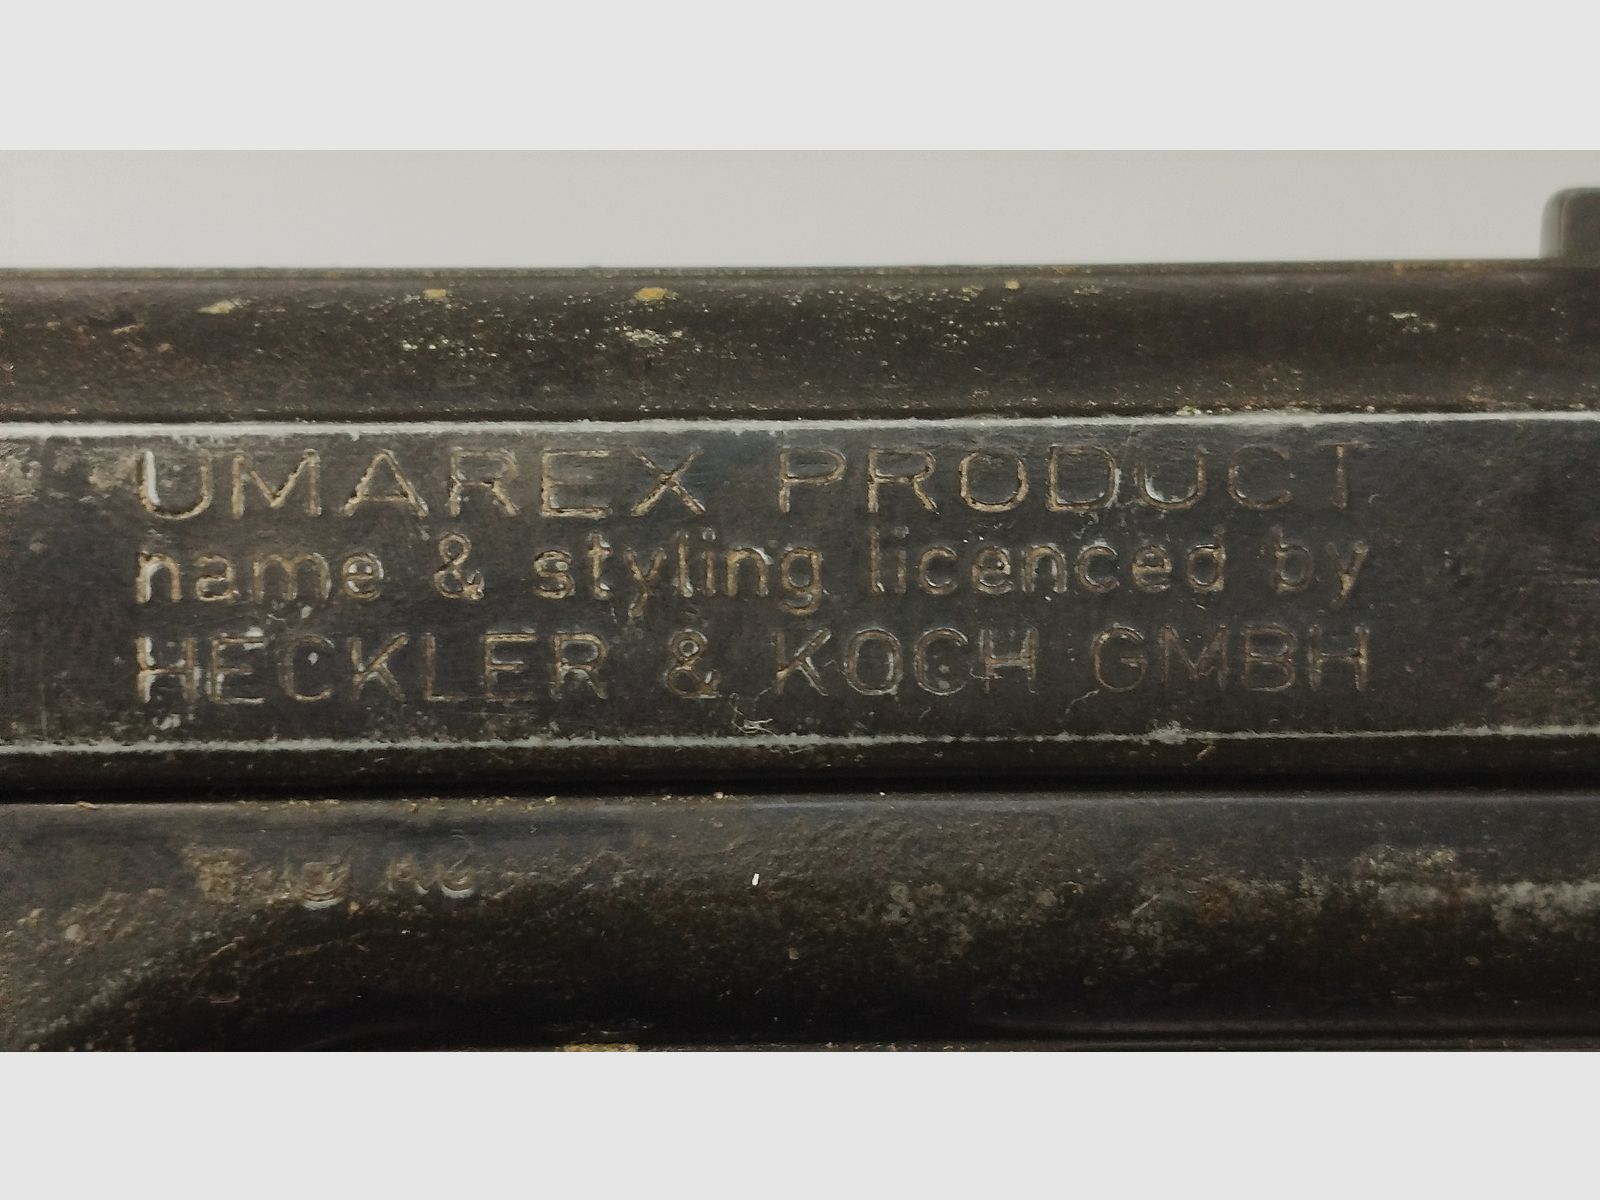 UMAREX PRODUCT
name & styling licenced by
HECKLER & KOCH GMBH